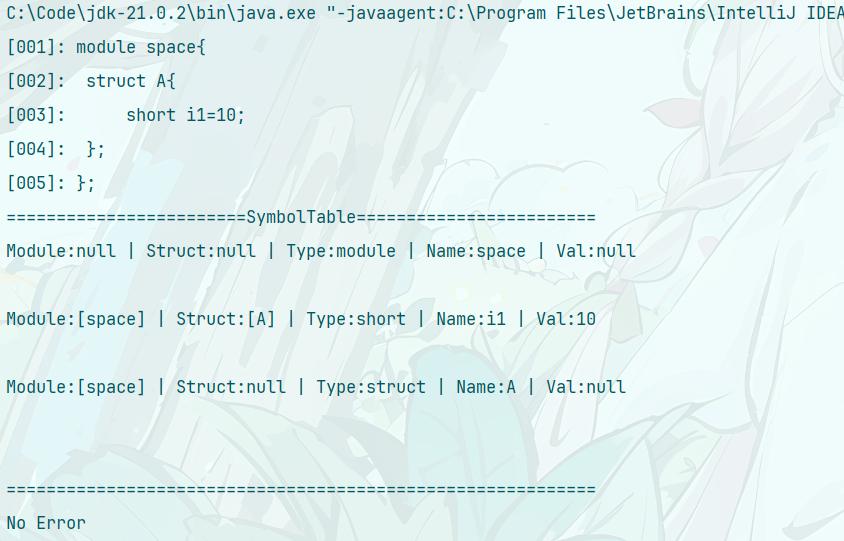 C:\Code\jdk-21.0.2\bin\java.exe "-javaagent:C:\Program Files\JetBrains\IntelliJ IDEA
[001]: module space{
[002]:  struct A{
[003]:      short i1=10;
[004]:  };
[005]: };
========================SymbolTable========================
Module:null | Struct:null | Type:module | Name:space | Val:null
Module:[space] | Struct:[A] | Type:short | Name:i1 | Val:10
Module:[space] | Struct:null | Type:struct | Name:A | Val:null
===========================================================
No Error